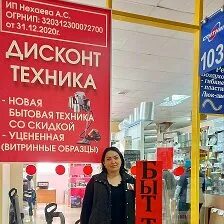 ИП Нехаева А.С.
ОГРНИП: 320312300072700
от 31.12.2020г.
ДИСКОНТ
ТЕХНИКА
- НОВАЯ
БЫТОВАЯ ТЕХНИКА
СО СКИДКОЙ
- УЦЕНЕННАЯ
(ВИТРИННЫЕ ОБРАЗЦЫ)
103
БЫТ